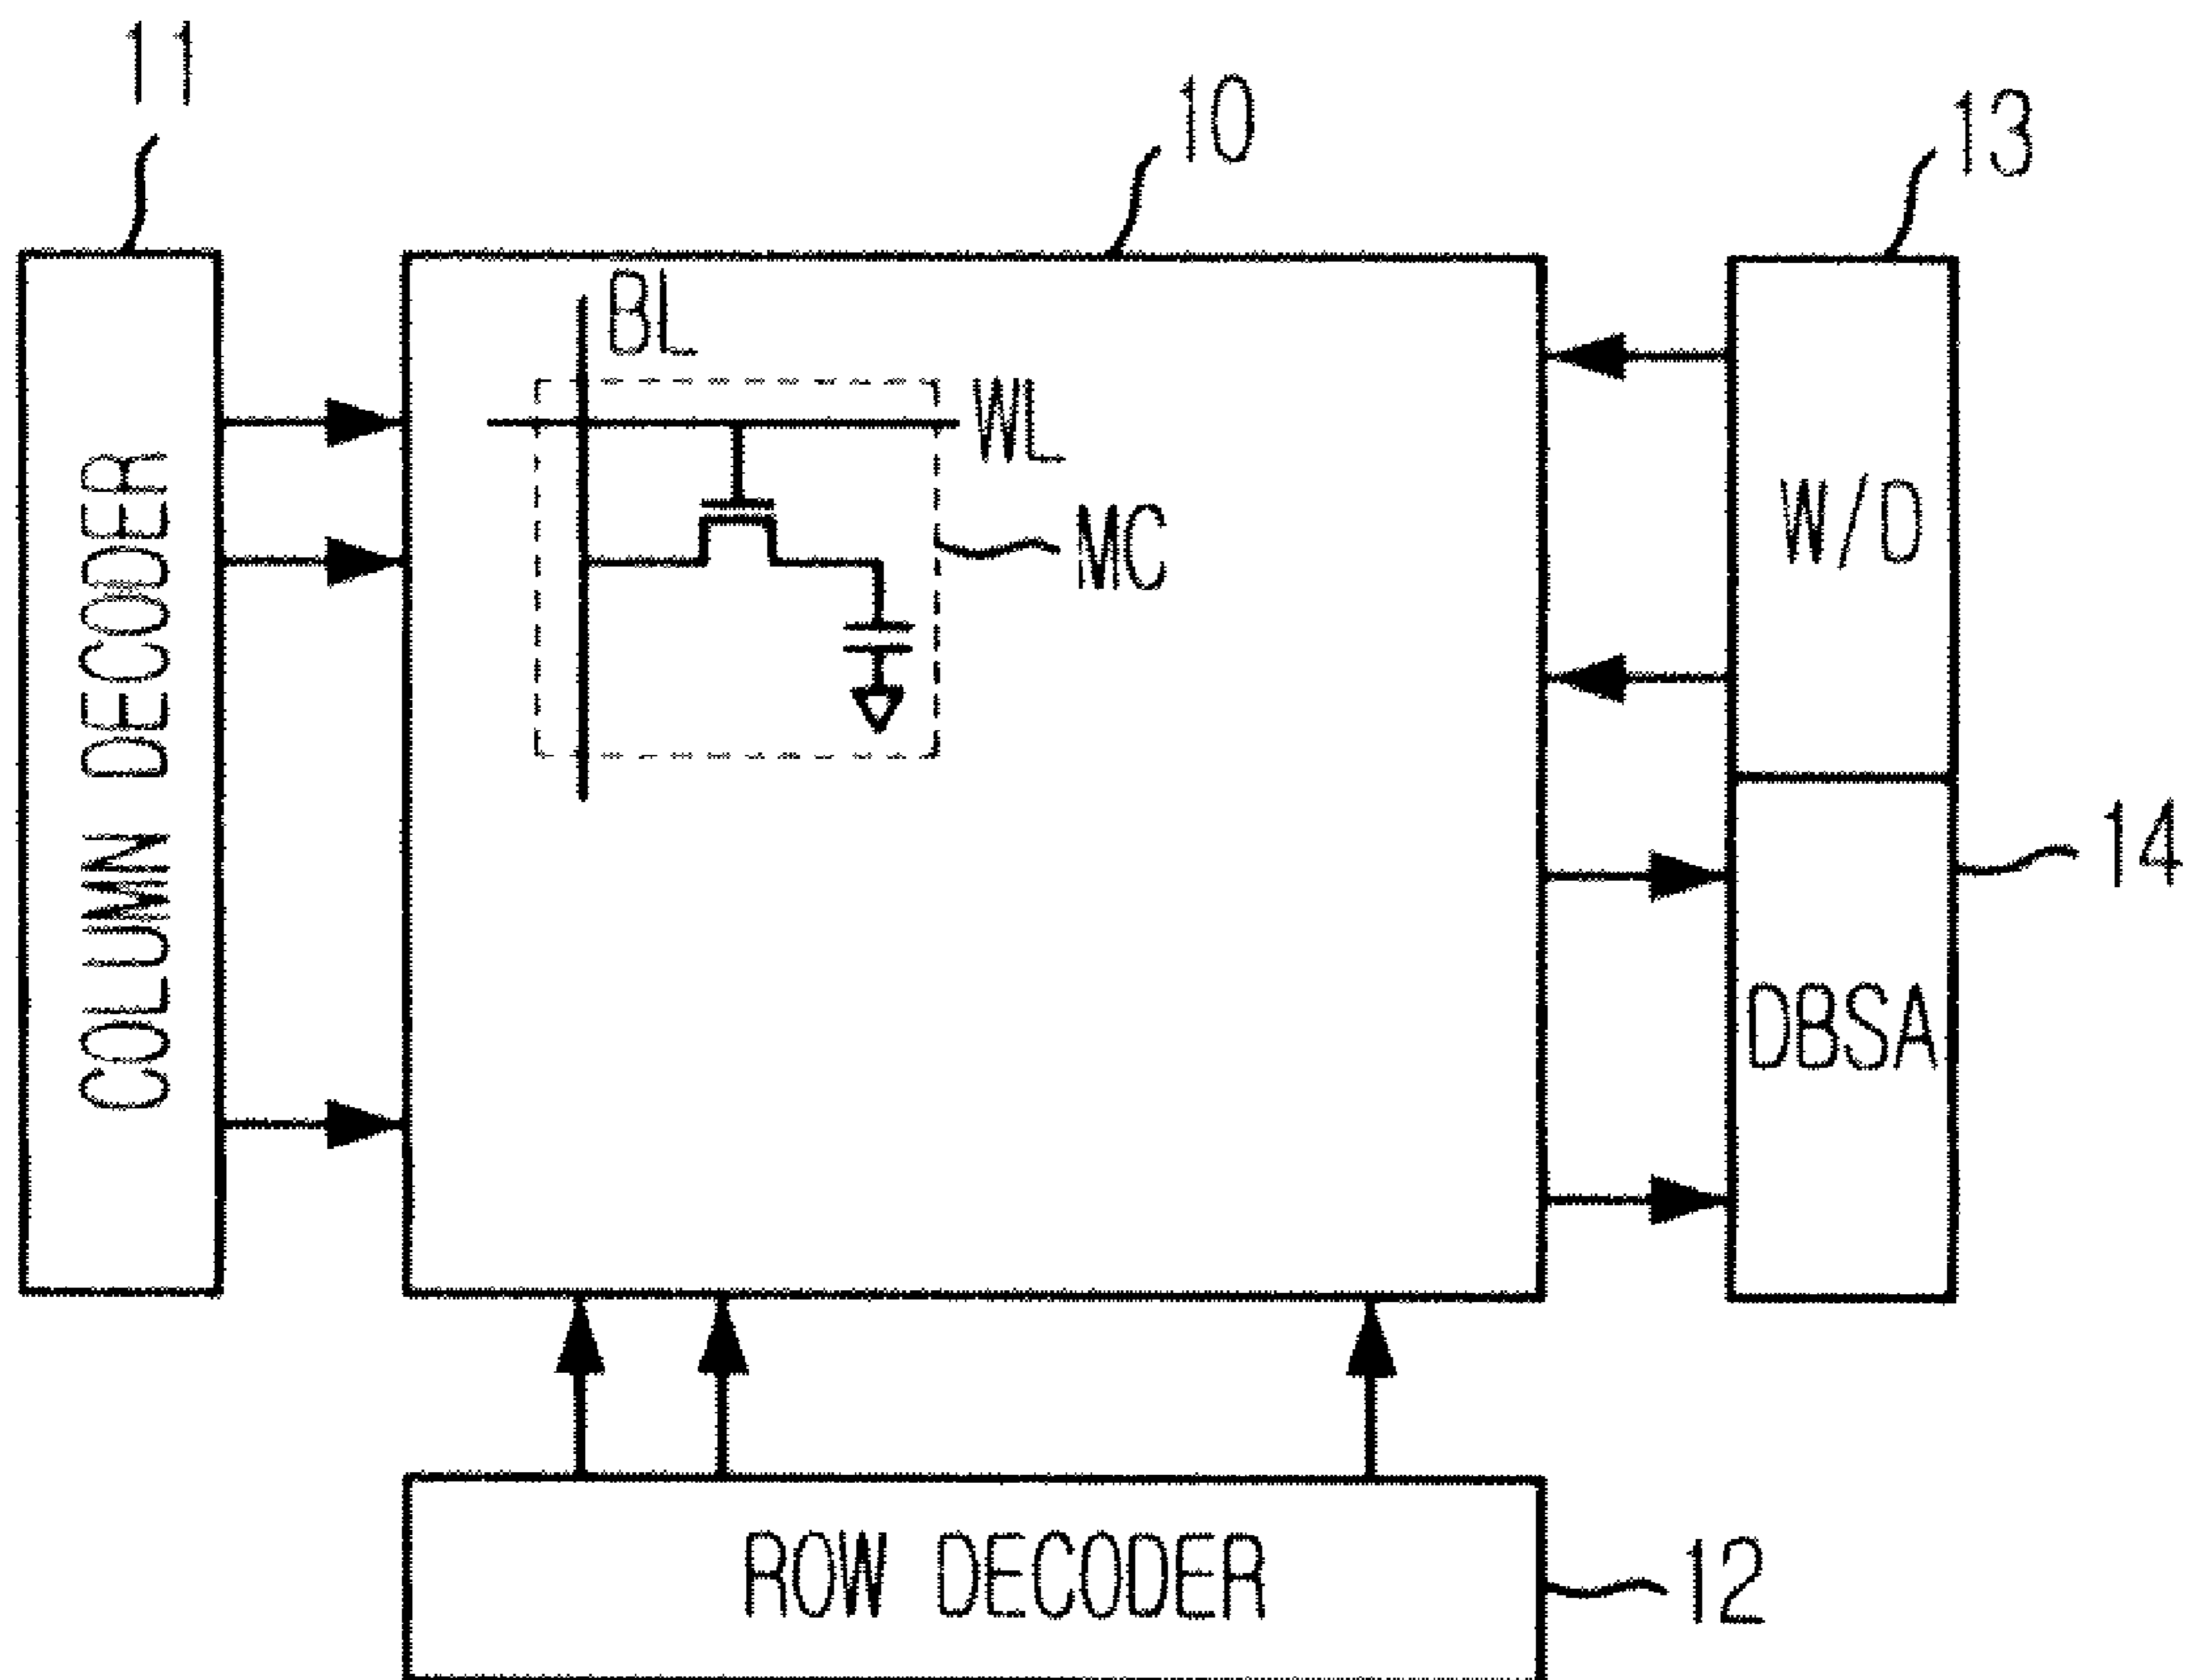 11
10
13
BL
WL
MC
COLUMN DECODER
W/D
14
DBSA
ROW DECODER
12